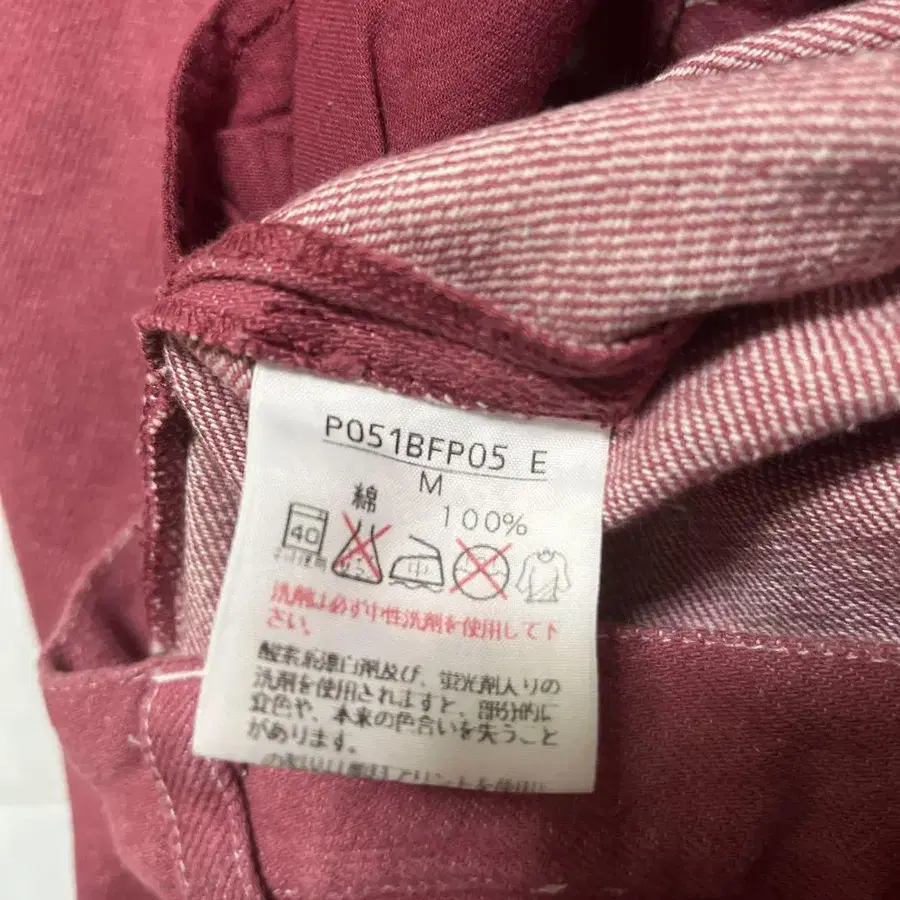 P051BFP05 E
M
綿 100%
40
中
洗剤は必ず中性洗剤を使用して下
さい。
酸素系漂白剤及び、蛍光剤入りの
洗剤を使用されますと、部分的に
変色や、本来の色合いを失うこと
があります。